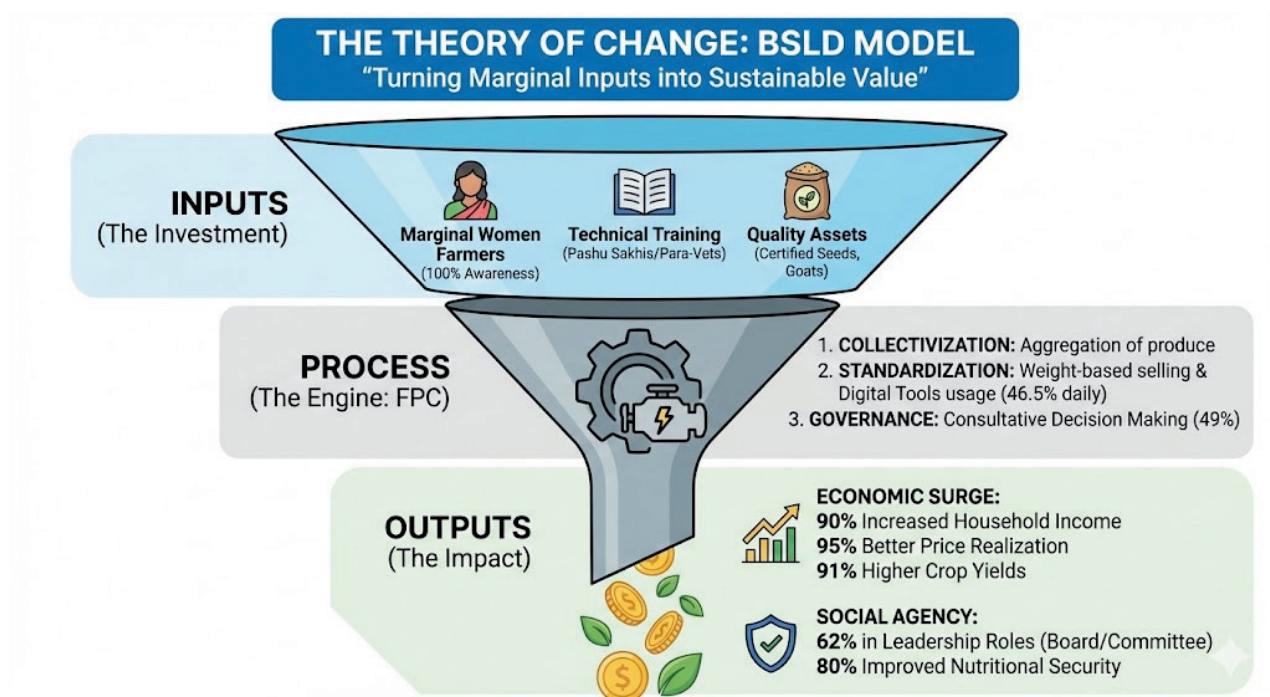 THE THEORY OF CHANGE: BSLD MODEL
“Turning Marginal Inputs into Sustainable Value”
INPUTS
(The Investment)
Marginal Women
Farmers
(100% Awareness)
Technical Training
(Pashu Sakhis/Para-Vets)
Quality Assets
(Certified Seeds,
Goats)
PROCESS
(The Engine: FPC)
1. COLLECTIVIZATION: Aggregation of produce
2. STANDARDIZATION: Weight-based selling &
Digital Tools usage (46.5% daily)
3. GOVERNANCE: Consultative Decision Making (49%)
OUTPUTS
(The Impact)
ECONOMIC SURGE:
90% Increased Household Income
95% Better Price Realization
91% Higher Crop Yields
SOCIAL AGENCY:
62% in Leadership Roles (Board/Committee)
80% Improved Nutritional Security
$
$
$
$